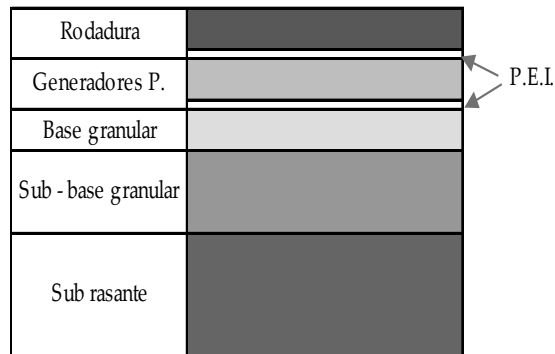 Rodadura
Generadores P.
P.E.I.
Base granular
Sub - base granular
Sub rasante